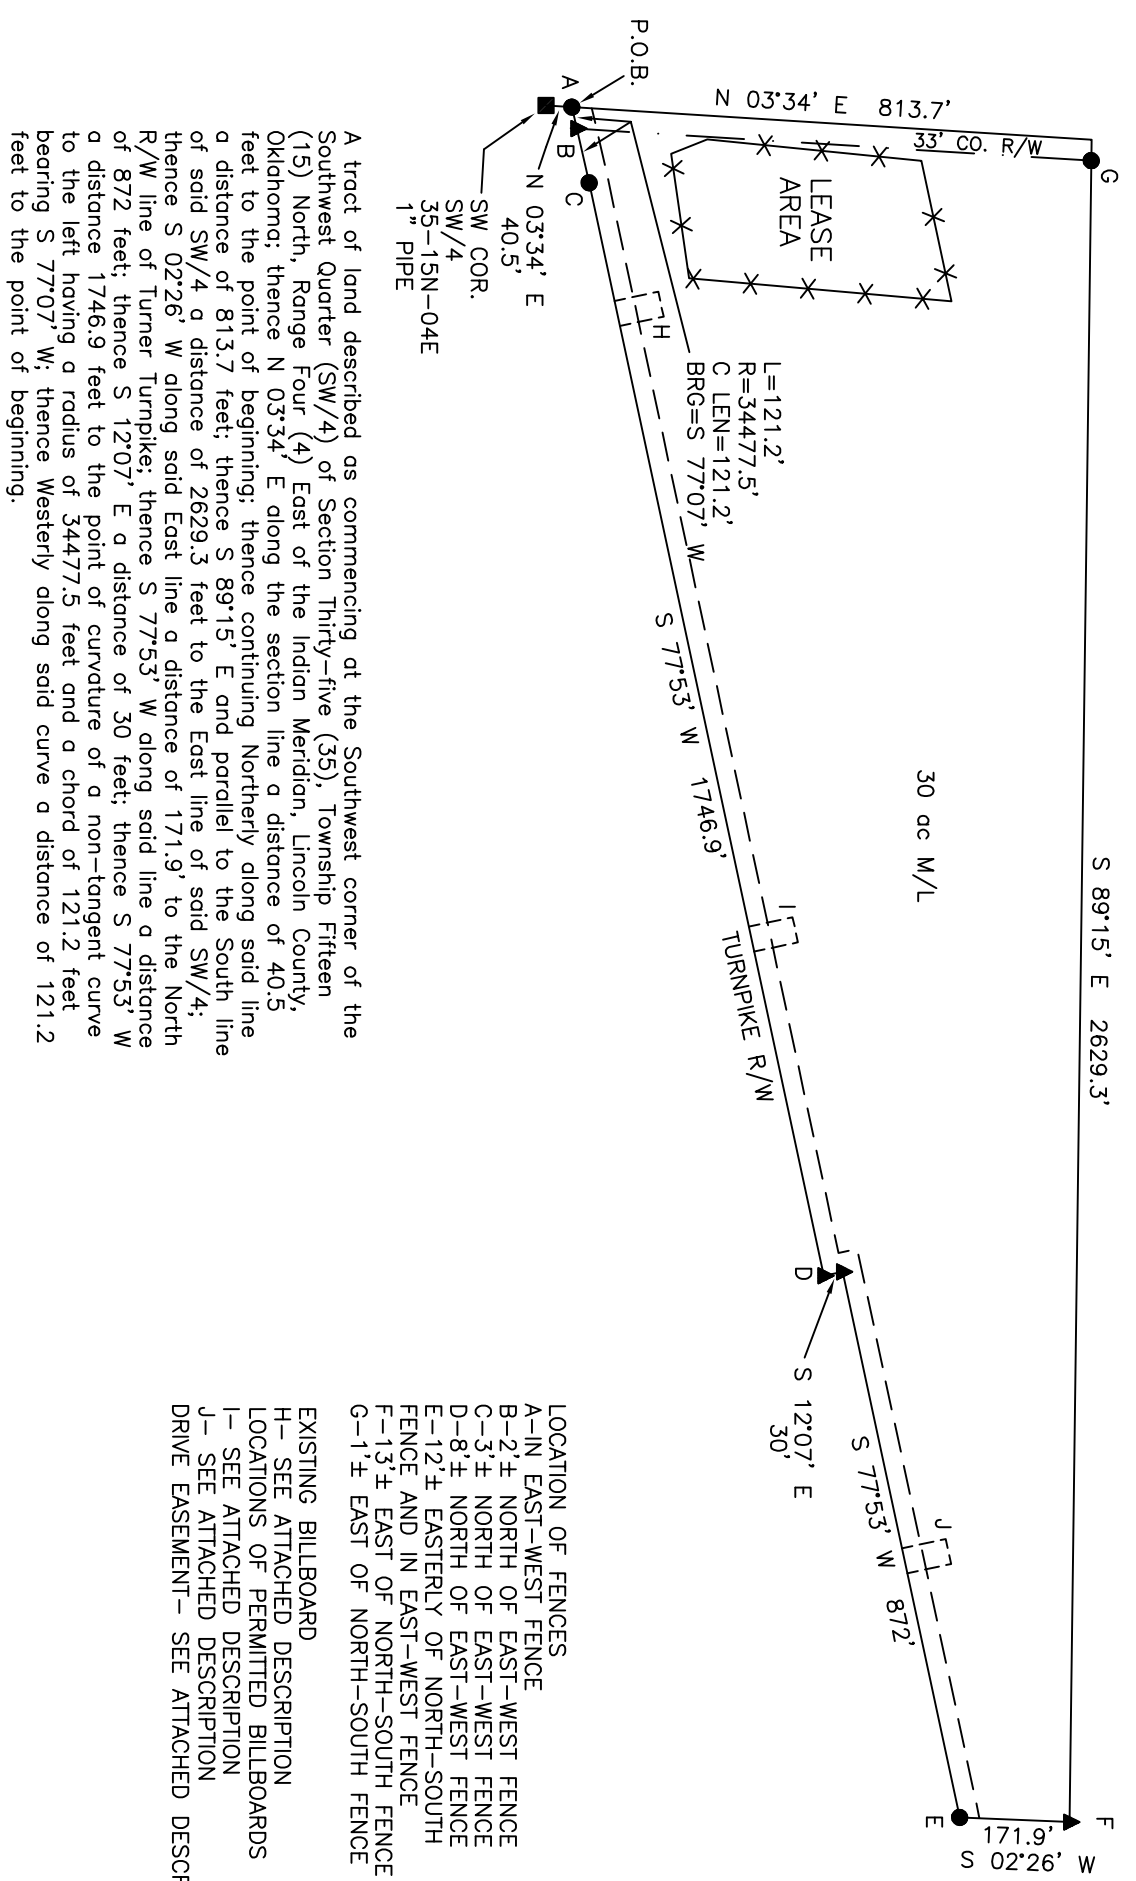 S 89°15' E 2629.3'
G
F
N 03°34' E 813.7'
33' CO. R/W
171.9'
S 02°26' W
30 ac M/L
LEASE
AREA
P.O.B.
A
B
C
N 03°34' E
40.5'
SW COR.
SW/4
35-15N-04E
1" PIPE
H
L=121.2'
R=34477.5'
C LEN=121.2'
BRG=S 77°07' W
S 77°53' W 1746.9'
I
TURNPIKE R/W
D
S 12°07' E
30'
S 77°53' W 872'
J
E
A tract of land described as commencing at the Southwest corner of the
Southwest Quarter (SW/4) of Section Thirty-five (35), Township Fifteen
(15) North, Range Four (4) East of the Indian Meridian, Lincoln County,
Oklahoma; thence N 03°34' E along the section line a distance of 40.5
feet to the point of beginning; thence continuing Northerly along said line
a distance of 813.7 feet; thence S 89°15' E and parallel to the South line
of said SW/4 a distance of 2629.3 feet to the East line of said SW/4;
thence S 02°26' W along said East line a distance of 171.9' to the North
R/W line of Turner Turnpike; thence S 77°53' W along said line a distance
of 872 feet; thence S 12°07' E a distance of 30 feet; thence S 77°53' W
a distance 1746.9 feet to the point of curvature of a non-tangent curve
to the left having a radius of 34477.5 feet and a chord of 121.2 feet
bearing S 77°07' W; thence Westerly along said curve a distance of 121.2
feet to the point of beginning.
LOCATION OF FENCES
A-IN EAST-WEST FENCE
B-2'± NORTH OF EAST-WEST FENCE
C-3'± NORTH OF EAST-WEST FENCE
D-8'± NORTH OF EAST-WEST FENCE
E-12'± EASTERLY OF NORTH-SOUTH
FENCE AND IN EAST-WEST FENCE
F-13'± EAST OF NORTH-SOUTH FENCE
G-1'± EAST OF NORTH-SOUTH FENCE
EXISTING BILLBOARD
H- SEE ATTACHED DESCRIPTION
LOCATIONS OF PERMITTED BILLBOARDS
I- SEE ATTACHED DESCRIPTION
J- SEE ATTACHED DESCRIPTION
DRIVE EASEMENT- SEE ATTACHED